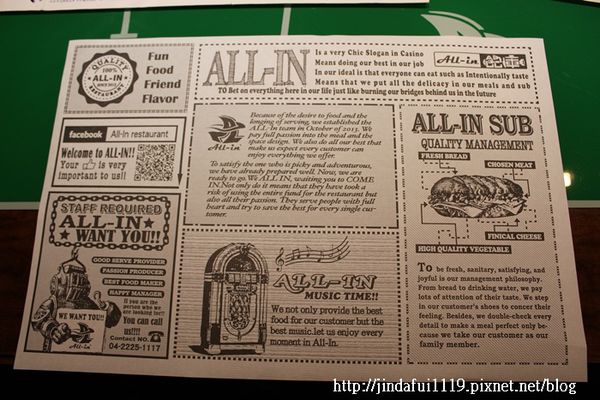 QUALITY
100%
ALL-IN
SINCE 2013
RESTAURANT
Fun
Food
Friend
Flavor
ALL-IN
Is a very Chic Slogan in Casino
Means doing our best in our job
In our ideal is that everyone can eat such as Intentionally taste
Means that we put all the delicacy in our meals and sub
TO Bet on everything here in our life just like burning our bridges behind us in the future
All-in
facebook All-In restaurant
Welcome to ALL-IN!!
Your is very
important to us!!
All-in
Because of the desire to food and the
longing of serving, we established the
ALL-In team in October of 2013. We
pay full passion into the meal and the
space design. We also do all our best that
make us expect every customer can
enjoy everything we offer.
To satisfy the one who is picky and adventurous,
we have already prepared well. Now, we are
ready to go. We ALL IN, waiting you to COME
IN.Not only do is it means that they have took a
risk of using the entire fund for the restaurant but
also all their passion. They serve people with full
heart and try to save the best for every single cus-
tomer.
ALL-IN SUB
QUALITY MANAGEMENT
FRESH BREAD
CHOSEN MEAT
FINICAL CHEESE
HIGH QUALITY VEGETABLE
To be fresh, sanitary, satisfying, and
joyful is our management philosophy.
From bread to drinking water, we pay
lots of attention of their taste. We step
in our customer's shoes to concer their
feeling. Besides, we double-check every
detail to make a meal perfect only be-
cause we take our customer as our
family member.
STAFF REQUIRED
ALL-IN
WANT YOU!!
GOOD SERVE PROVIDER
PASSION PRODUCER
BEST FOOD MAKER
HAPPY MANAGER
If you are the
person who we
are looking for!!
You can call
us!!!!
Contact NO.
04-2225-1117
WE WANT YOU!!
All-in
ALL-IN
MUSIC TIME!!
We not only provide the best
food for our customer but the
best music.let us enjoy every
moment in All-In.
http://jindafui1119.pixnet.net/blog